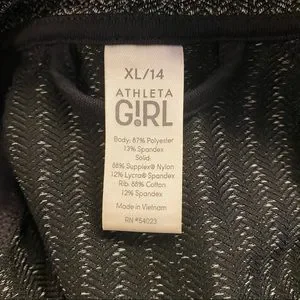 XL/14
ATHLETA
G!RL
Body: 87% Polyester
13% Spandex
Solid:
88% Supplex® Nylon
12% Lycra® Spandex
Rib: 88% Cotton
12% Spandex
Made in Vietnam
RN #54023